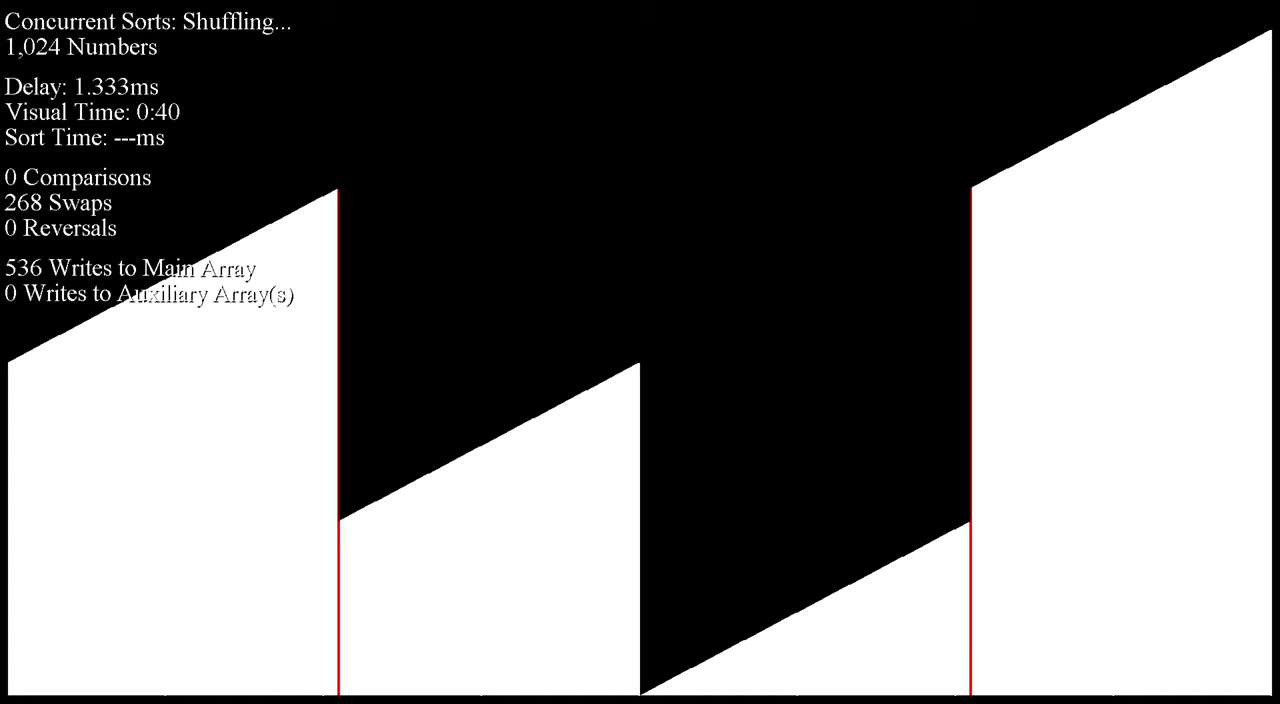 Concurrent Sorts: Shuffling...
1,024 Numbers
Delay: 1.333ms
Visual Time: 0:40
Sort Time: ---ms
0 Comparisons
268 Swaps
0 Reversals
536 Writes to Main Array
0 Writes to Auxiliary Array(s)